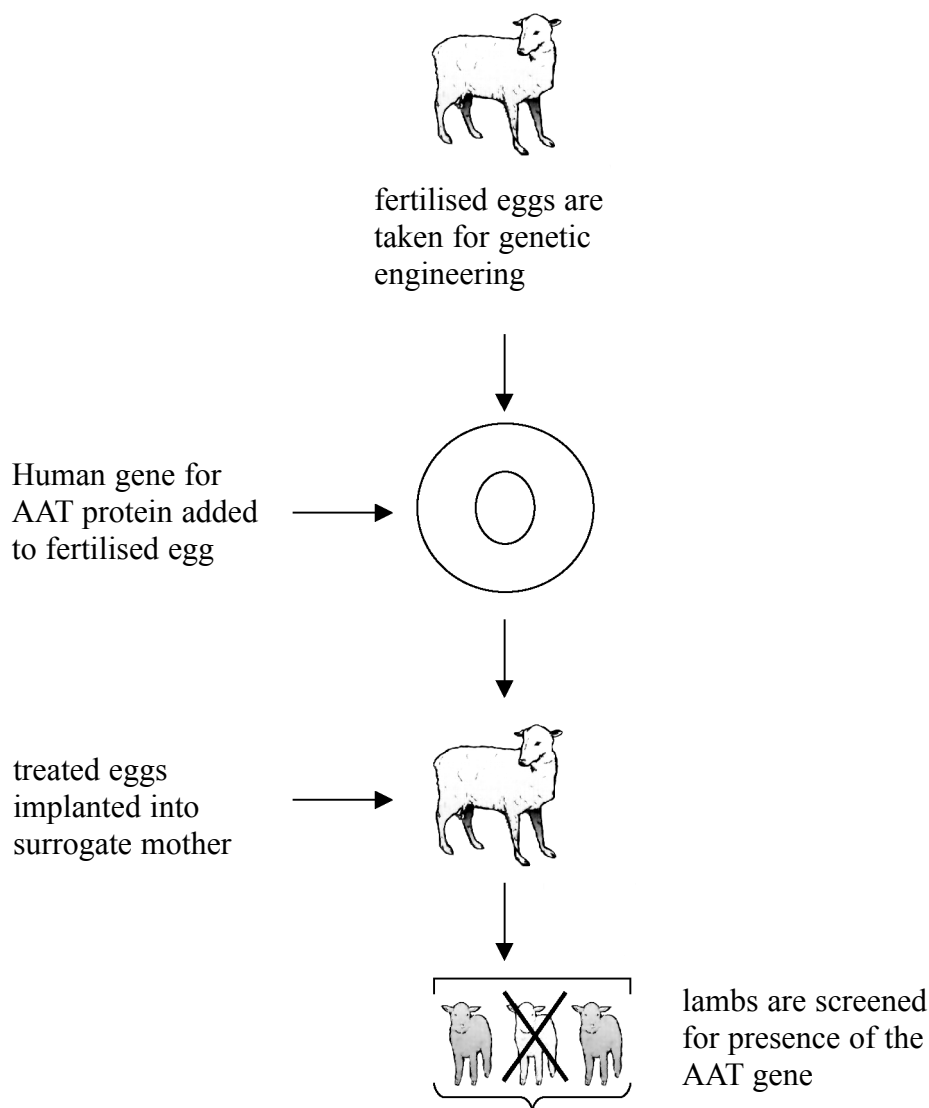 fertilised eggs are
taken for genetic
engineering
Human gene for
AAT protein added
to fertilised egg
treated eggs
implanted into
surrogate mother
lambs are screened
for presence of the
AAT gene